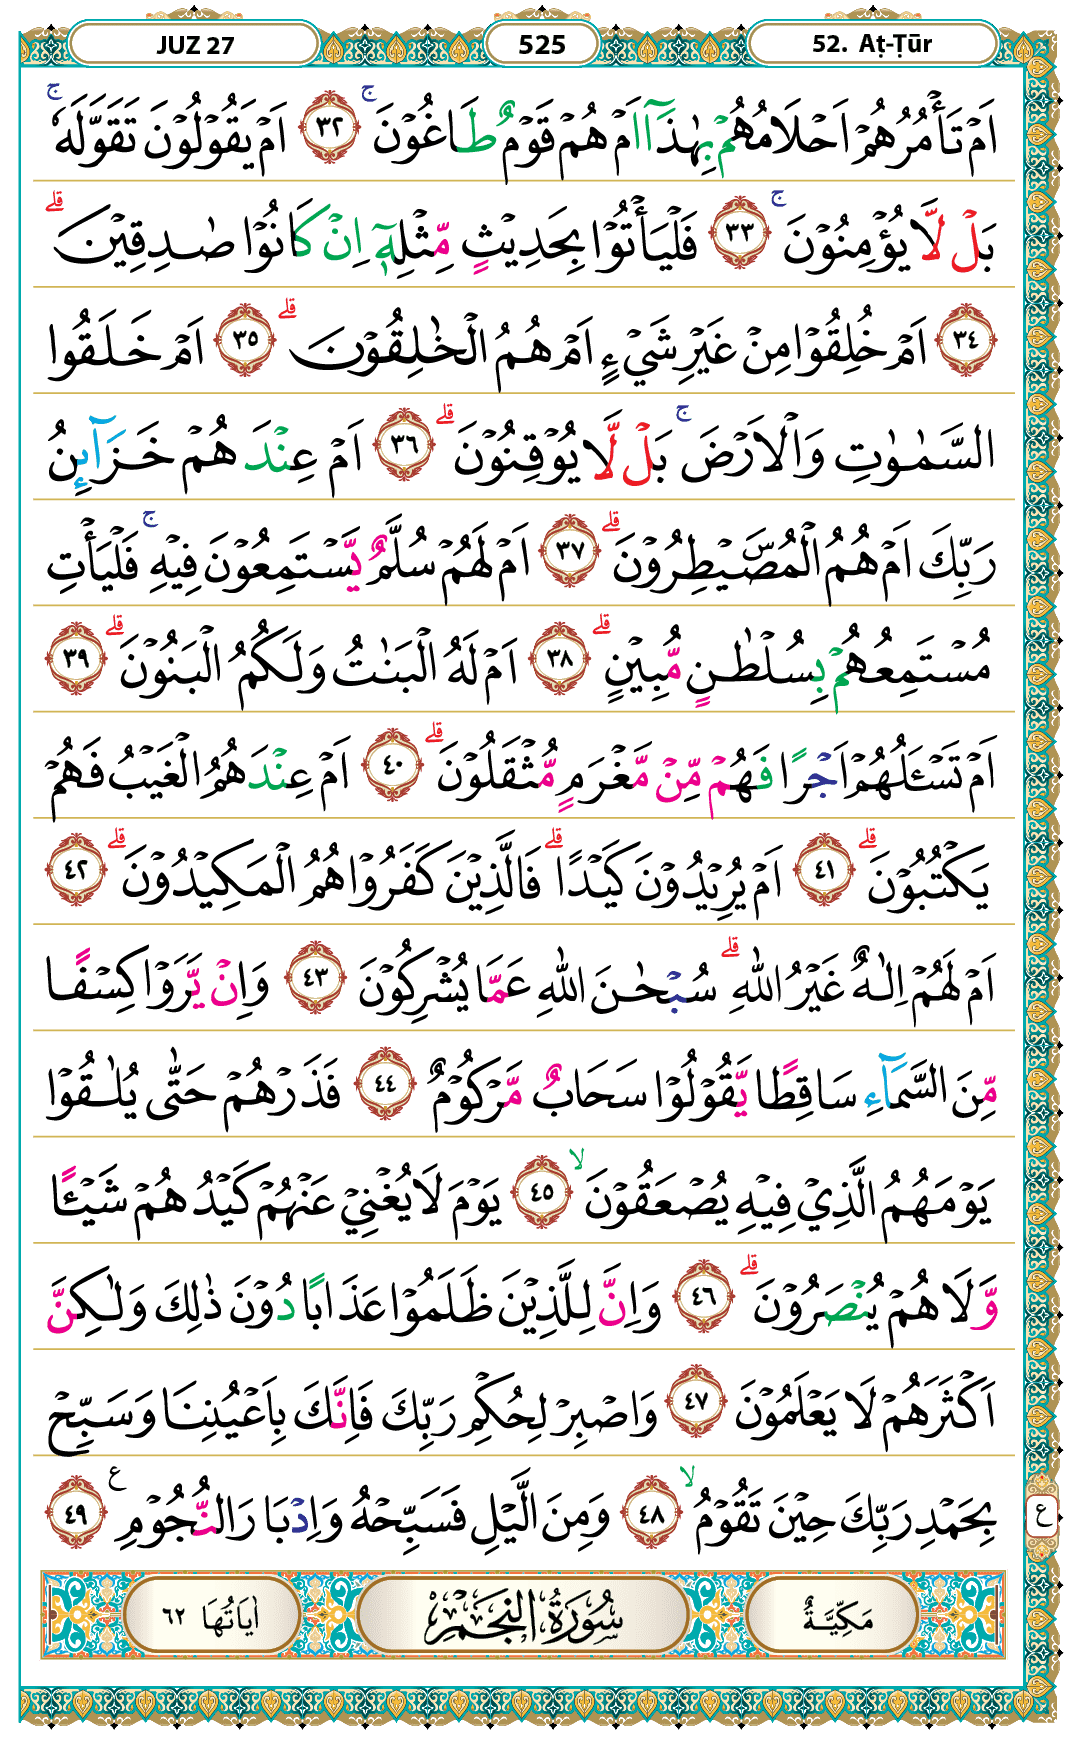 JUZ 27 525 52. Aṭ-Ṭūr
اَمْ تَأْمُرُهُمْ اَحْلَامُهُمْ بِهٰذَآ اَمْ هُمْ قَوْمٌ طَاغُوْنَ ۚ ٣٢ اَمْ يَقُوْلُوْنَ تَقَوَّلَهٗ ۚ
بَلْ لَّا يُؤْمِنُوْنَ ۚ ٣٣ فَلْيَأْتُوْا بِحَدِيْثٍ مِّثْلِهٖٓ اِنْ كَانُوْا صٰدِقِيْنَ ۗ
٣٤ اَمْ خُلِقُوْا مِنْ غَيْرِ شَيْءٍ اَمْ هُمُ الْخٰلِقُوْنَ ۗ ٣٥ اَمْ خَلَقُوا
السَّمٰوٰتِ وَالْاَرْضَ ۚ بَلْ لَّا يُوْقِنُوْنَ ۗ ٣٦ اَمْ عِنْدَهُمْ خَزَاۤىِٕنُ
رَبِّكَ اَمْ هُمُ الْمُصَۣيْطِرُوْنَ ۗ ٣٧ اَمْ لَهُمْ سُلَّمٌ يَّسْتَمِعُوْنَ فِيْهِ ۚ فَلْيَأْتِ
مُسْتَمِعُهُمْ بِسُلْطٰنٍ مُّبِيْنٍ ۗ ٣٨ اَمْ لَهُ الْبَنٰتُ وَلَكُمُ الْبَنُوْنَ ۗ ٣٩
اَمْ تَسْـَٔلُهُمْ اَجْرًا فَهُمْ مِّنْ مَّغْرَمٍ مُّثْقَلُوْنَ ۗ ٤٠ اَمْ عِنْدَهُمُ الْغَيْبُ فَهُمْ
يَكْتُبُوْنَ ۗ ٤١ اَمْ يُرِيْدُوْنَ كَيْدًا ۗ فَالَّذِيْنَ كَفَرُوْا هُمُ الْمَكِيْدُوْنَ ۗ ٤٢
اَمْ لَهُمْ اِلٰهٌ غَيْرُ اللّٰهِ ۗ سُبْحٰنَ اللّٰهِ عَمَّا يُشْرِكُوْنَ ٤٣ وَاِنْ يَّرَوْا كِسْفًا
مِّنَ السَّمَاۤءِ سَاقِطًا يَّقُوْلُوْا سَحَابٌ مَّرْكُوْمٌ ٤٤ فَذَرْهُمْ حَتّٰى يُلٰقُوْا
يَوْمَهُمُ الَّذِيْ فِيْهِ يُصْعَقُوْنَ ۙ ٤٥ يَوْمَ لَا يُغْنِيْ عَنْهُمْ كَيْدُهُمْ شَيْـًٔا
وَّلَا هُمْ يُنْصَرُوْنَ ۗ ٤٦ وَاِنَّ لِلَّذِيْنَ ظَلَمُوْا عَذَابًا دُوْنَ ذٰلِكَ وَلٰكِنَّ
اَكْثَرَهُمْ لَا يَعْلَمُوْنَ ٤٧ وَاصْبِرْ لِحُكْمِ رَبِّكَ فَاِنَّكَ بِاَعْيُنِنَا وَسَبِّحْ
بِحَمْدِ رَبِّكَ حِيْنَ تَقُوْمُ ۙ ٤٨ وَمِنَ الَّيْلِ فَسَبِّحْهُ وَاِدْبَارَ النُّجُوْمِ ع ٤٩
ع
مَكِّيَّةٌ سُوْرَةُ النَّجْمِ اٰيَاتُهَا ٦٢